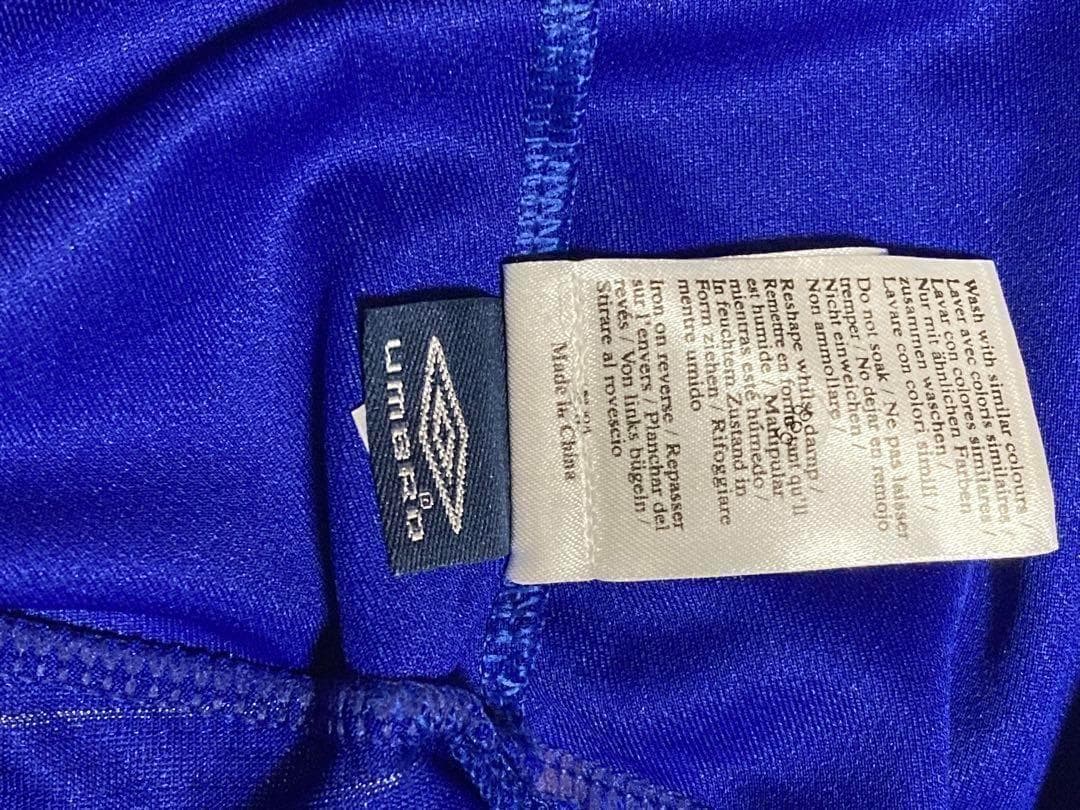 Wash with similar colours /
Laver avec coloris similaires /
Lavar con colores similares /
Nur mit ähnlichen Farben
zusammen waschen /
Lavare con colori simili /
Do not soak / Ne pas laisser
tremper / No dejar en remojo
Nicht einweichen /
Non ammollare /
Reshape whilst damp /
Remettre en forme tant qu'il
est humide / Manipular
mientras esté húmedo /
In feuchtem Zustand in
Form ziehen / Rifoggiare
mentre umido
Iron on reverse / Repasser
sur l'envers / Planchar del
revés / Von links bügeln /
Stirare al rovescio
Made in China
UMBRO